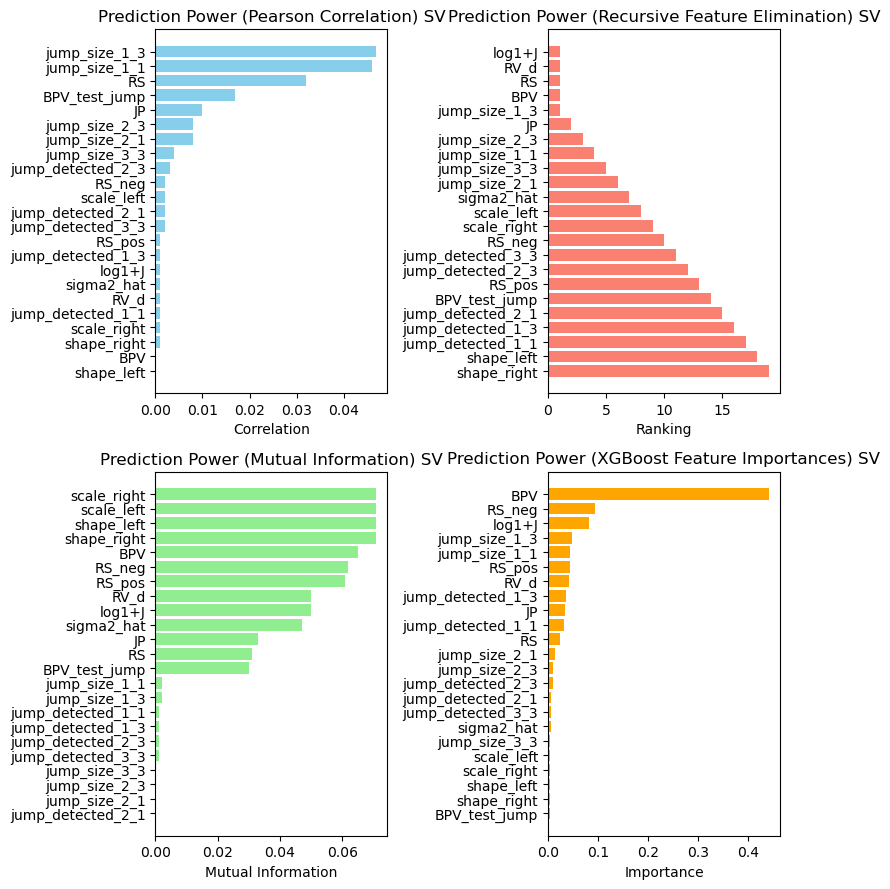 Prediction Power (Pearson Correlation) SV
jump_size_1_3
jump_size_1_1
RS
BPV_test_jump
JP
jump_size_2_3
jump_size_2_1
jump_size_3_3
jump_detected_2_3
RS_neg
scale_left
jump_detected_2_1
jump_detected_3_3
RS_pos
jump_detected_1_3
log1+J
sigma2_hat
RV_d
jump_detected_1_1
scale_right
shape_right
BPV
shape_left
0.00 0.01 0.02 0.03 0.04
Correlation
Prediction Power (Recursive Feature Elimination) SV
log1+J
RV_d
RS
BPV
jump_size_1_3
JP
jump_size_2_3
jump_size_1_1
jump_size_3_3
jump_size_2_1
sigma2_hat
scale_left
scale_right
RS_neg
jump_detected_3_3
jump_detected_2_3
RS_pos
BPV_test_jump
jump_detected_2_1
jump_detected_1_3
jump_detected_1_1
shape_left
shape_right
0 5 10 15
Ranking
Prediction Power (Mutual Information) SV
scale_right
scale_left
shape_left
shape_right
BPV
RS_neg
RS_pos
RV_d
log1+J
sigma2_hat
JP
RS
BPV_test_jump
jump_size_1_1
jump_size_1_3
jump_detected_1_1
jump_detected_1_3
jump_detected_2_3
jump_detected_3_3
jump_size_3_3
jump_size_2_3
jump_size_2_1
jump_detected_2_1
0.00 0.02 0.04 0.06
Mutual Information
Prediction Power (XGBoost Feature Importances) SV
BPV
RS_neg
log1+J
jump_size_1_3
jump_size_1_1
RS_pos
RV_d
jump_detected_1_3
JP
jump_detected_1_1
RS
jump_size_2_1
jump_size_2_3
jump_detected_2_3
jump_detected_2_1
jump_detected_3_3
sigma2_hat
jump_size_3_3
scale_left
scale_right
shape_left
shape_right
BPV_test_jump
0.0 0.1 0.2 0.3 0.4
Importance